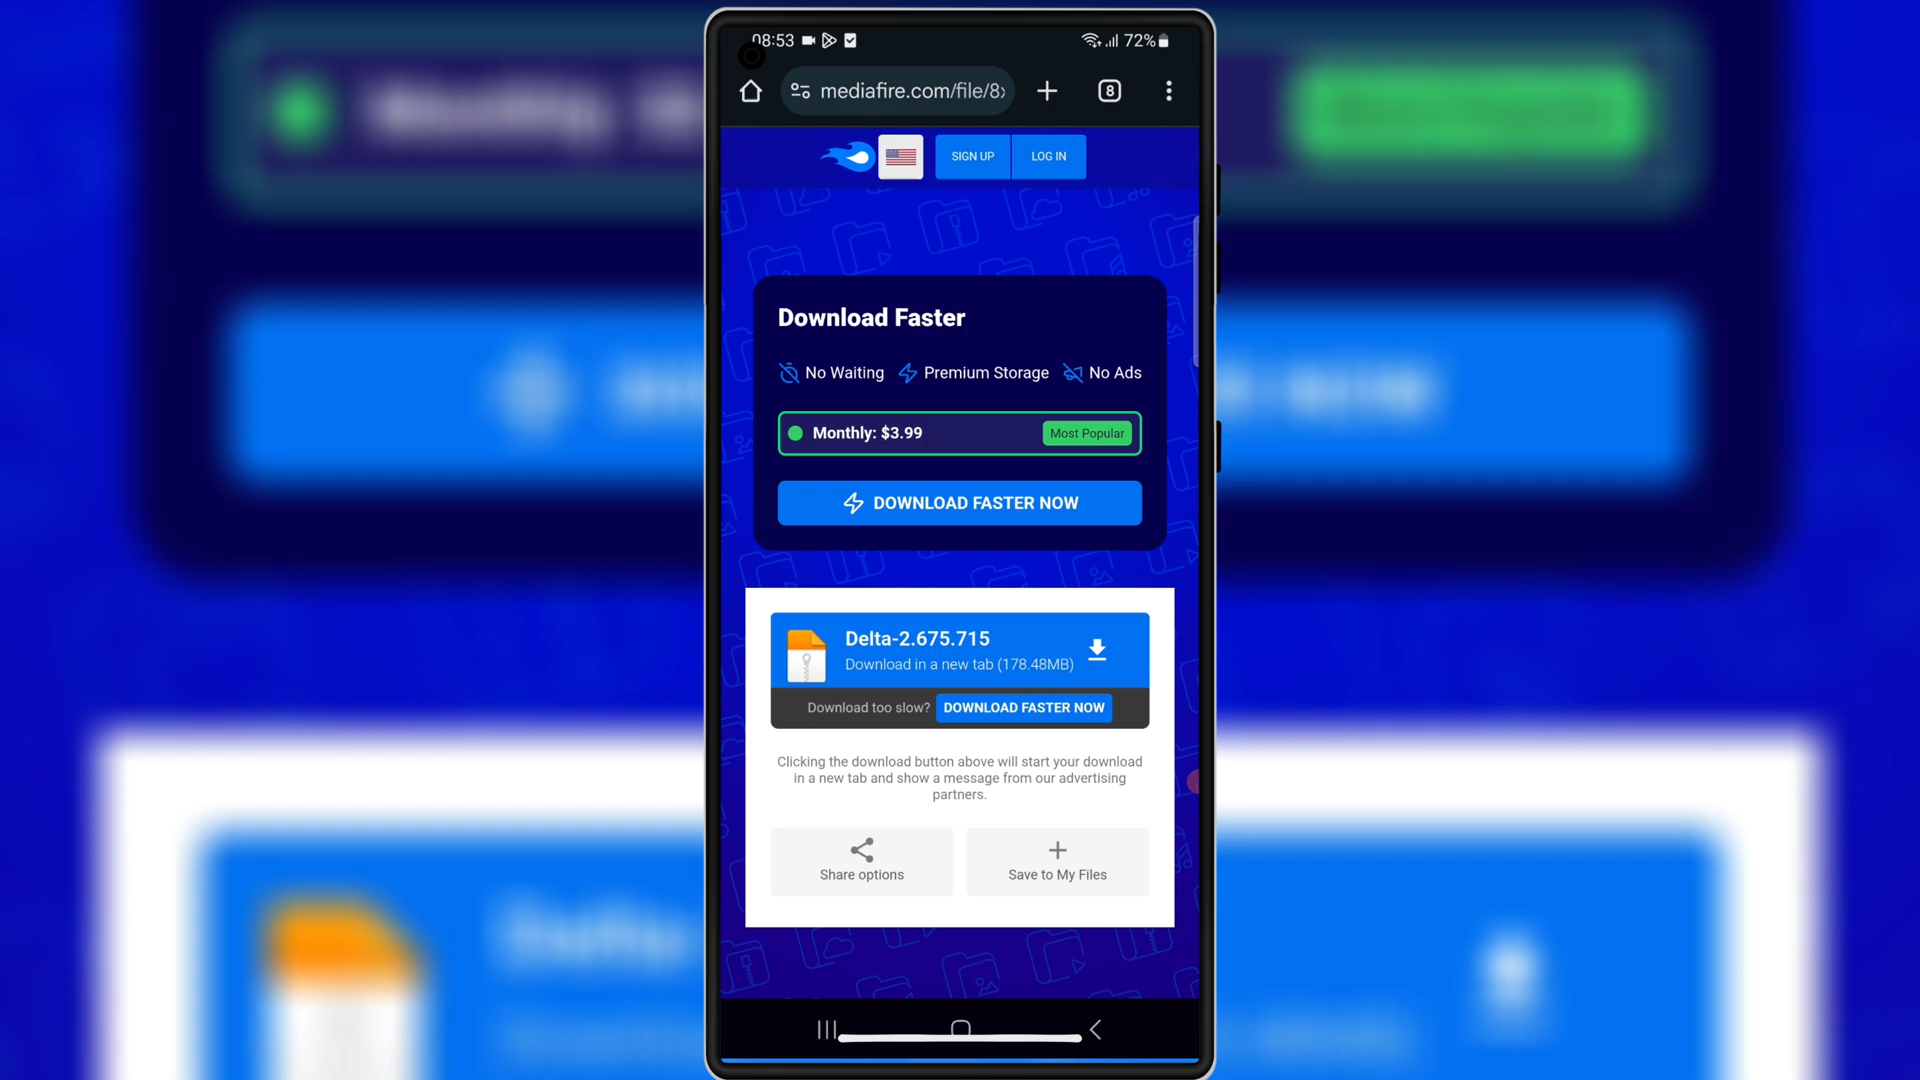 08:53
72%
mediafire.com/file/8
8
SIGN UP
LOG IN
Download Faster
No Waiting
Premium Storage
No Ads
Monthly: $3.99
Most Popular
DOWNLOAD FASTER NOW
Delta-2.675.715
Download in a new tab (178.48MB)
Download too slow?
DOWNLOAD FASTER NOW
Clicking the download button above will start your download
in a new tab and show a message from our advertising
partners.
Share options
Save to My Files